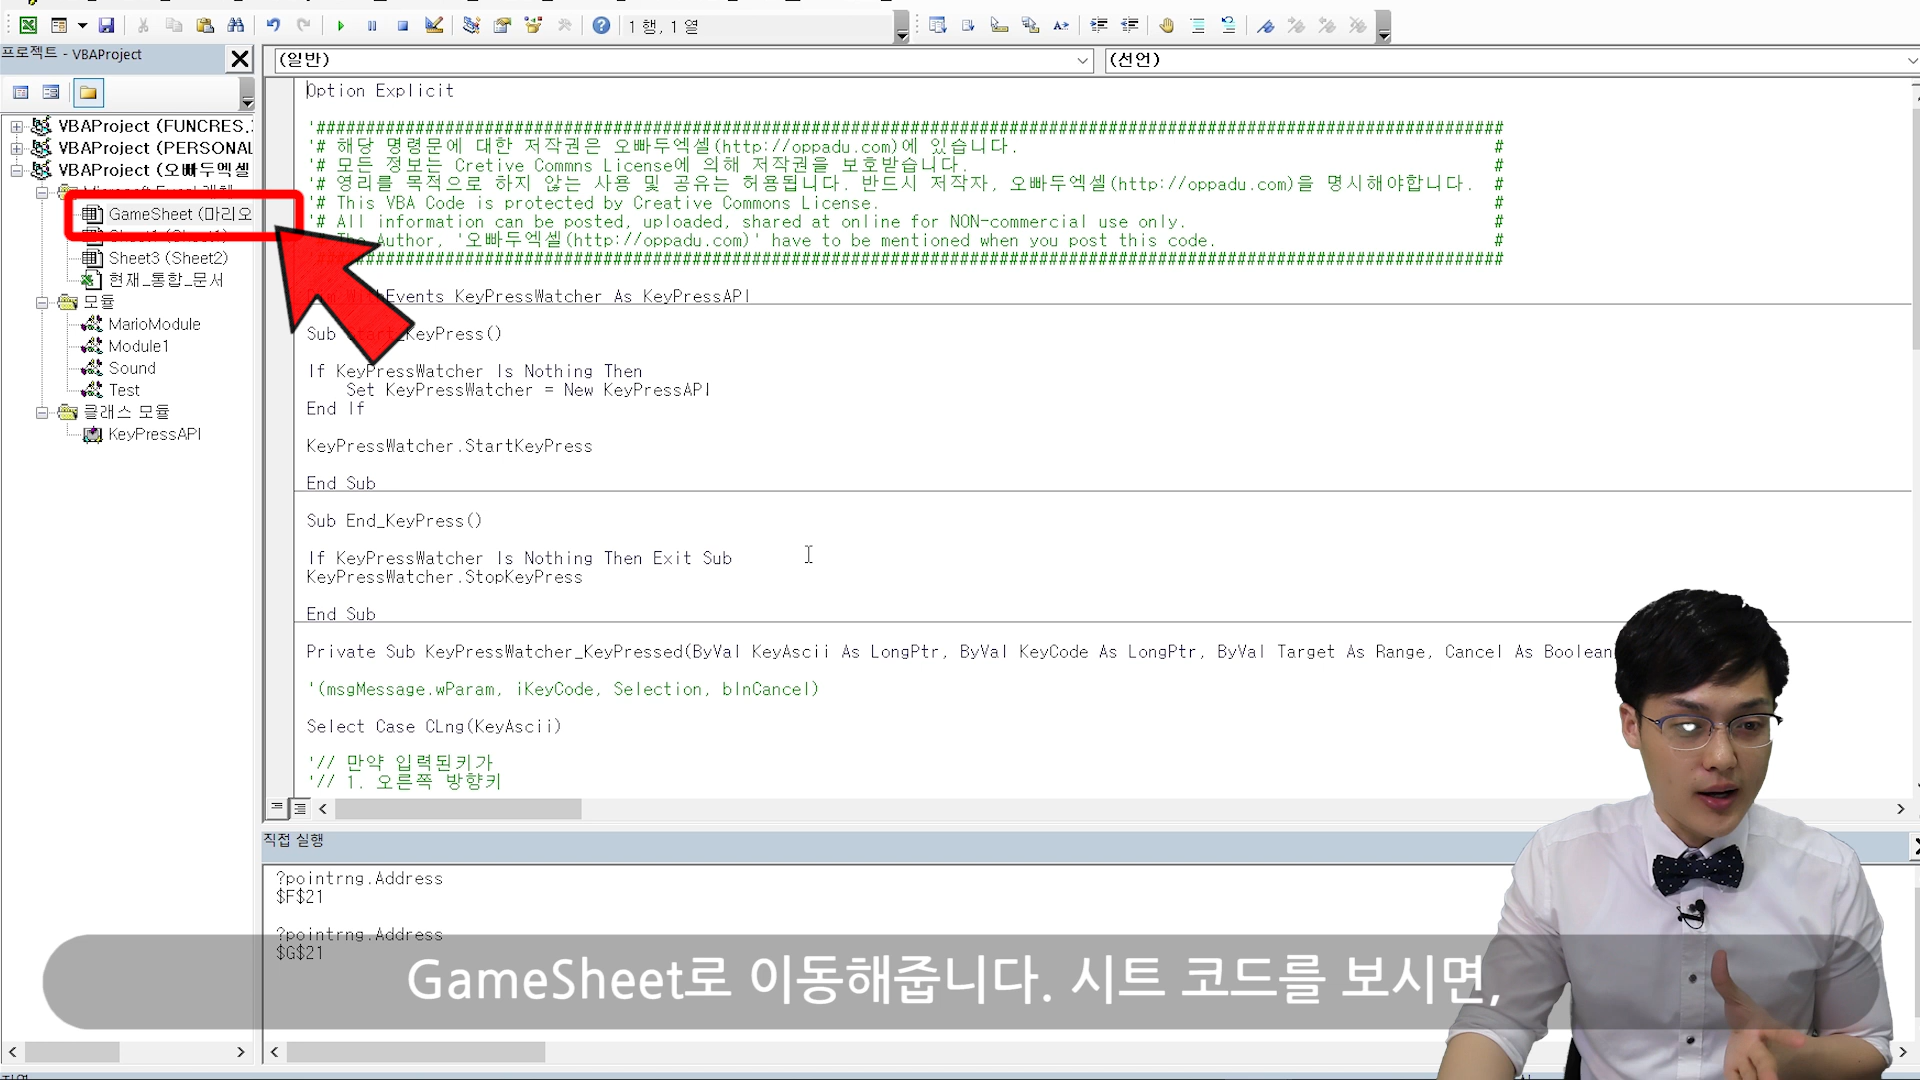 1 행, 1 열
프로젝트 - VBAProject
(일반)
(선언)
VBAProject (FUNCRES.
VBAProject (PERSONAL
VBAProject (오빠두엑셀
Microsoft Excel 개체
GameSheet (마리오
Sheet1 (Sheet1)
Sheet3 (Sheet2)
현재_통합_문서
모듈
MarioModule
Module1
Sound
Test
클래스 모듈
KeyPressAPI
Option Explicit
'# 해당 명령문에 대한 저작권은 오빠두엑셀(http://oppadu.com)에 있습니다. #
'# 모든 정보는 Cretive Commns License에 의해 저작권을 보호받습니다. #
'# 영리를 목적으로 하지 않는 사용 및 공유는 허용됩니다. 반드시 저작자, 오빠두엑셀(http://oppadu.com)을 명시해야합니다. #
'# This VBA Code is protected by Creative Commons License. #
'# All information can be posted, uploaded, shared at online for NON-commercial use only. #
Author, '오빠두엑셀(http://oppadu.com)' have to be mentioned when you post this code. #
Events KeyPressWatcher As KeyPressAPI
Sub Start_KeyPress()
If KeyPressWatcher Is Nothing Then
Set KeyPressWatcher = New KeyPressAPI
End If
KeyPressWatcher.StartKeyPress
End Sub
Sub End_KeyPress()
If KeyPressWatcher Is Nothing Then Exit Sub
KeyPressWatcher.StopKeyPress
End Sub
Private Sub KeyPressWatcher_KeyPressed(ByVal KeyAscii As LongPtr, ByVal KeyCode As LongPtr, ByVal Target As Range, Cancel As Boolean
'(msgMessage.wParam, iKeyCode, Selection, blnCancel)
Select Case CLng(KeyAscii)
'// 만약 입력된키가
'// 1. 오른쪽 방향키
직접 실행
?pointrng.Address
$F$21
?pointrng.Address
$G$21
GameSheet로 이동해줍니다. 시트 코드를 보시면,